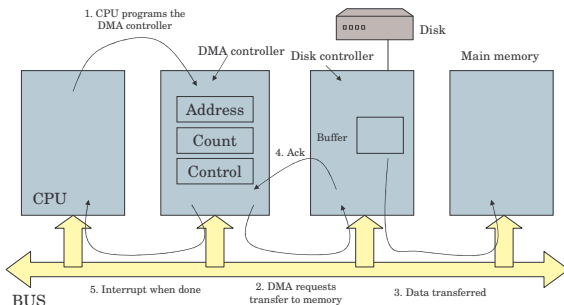 1. CPU programs the
DMA controller
Disk
DMA controller
Disk controller
Main memory
Address
Count
Control
Buffer
4. Ack
CPU
5. Interrupt when done
2. DMA requests
transfer to memory
3. Data transferred
BUS